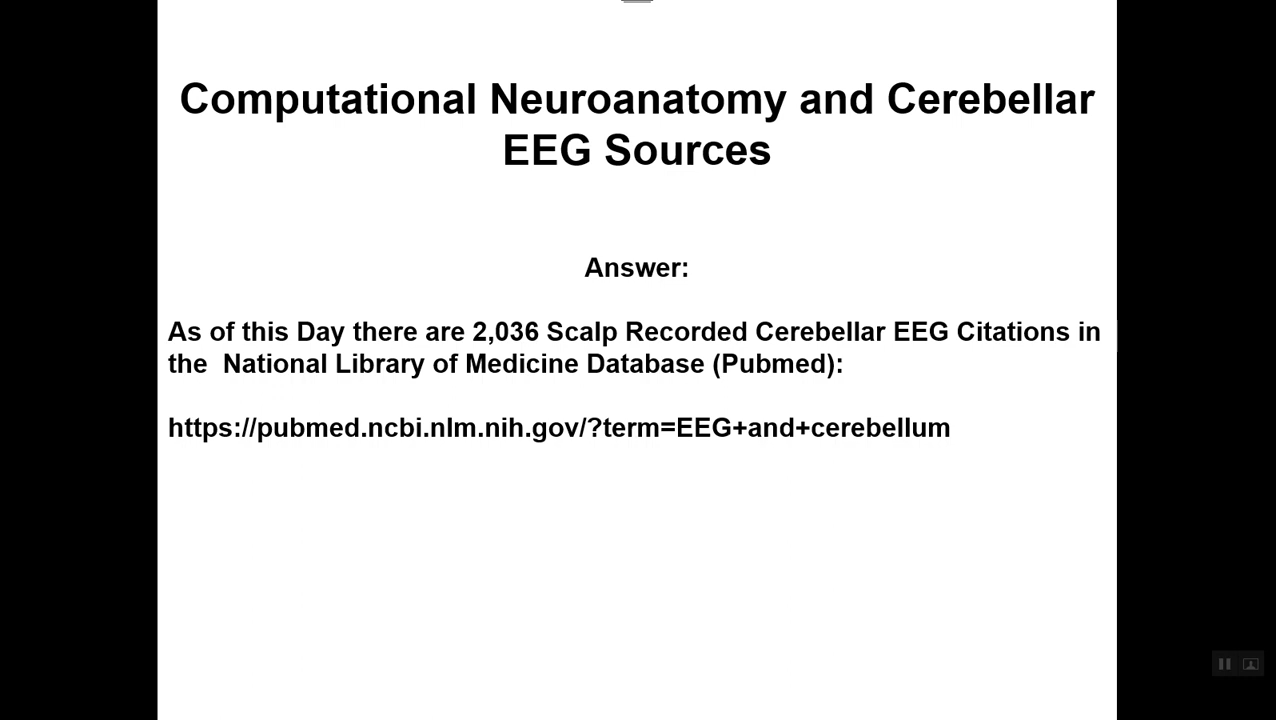 Computational Neuroanatomy and Cerebellar
EEG Sources
Answer:
As of this Day there are 2,036 Scalp Recorded Cerebellar EEG Citations in
the  National Library of Medicine Database (Pubmed):
https://pubmed.ncbi.nlm.nih.gov/?term=EEG+and+cerebellum